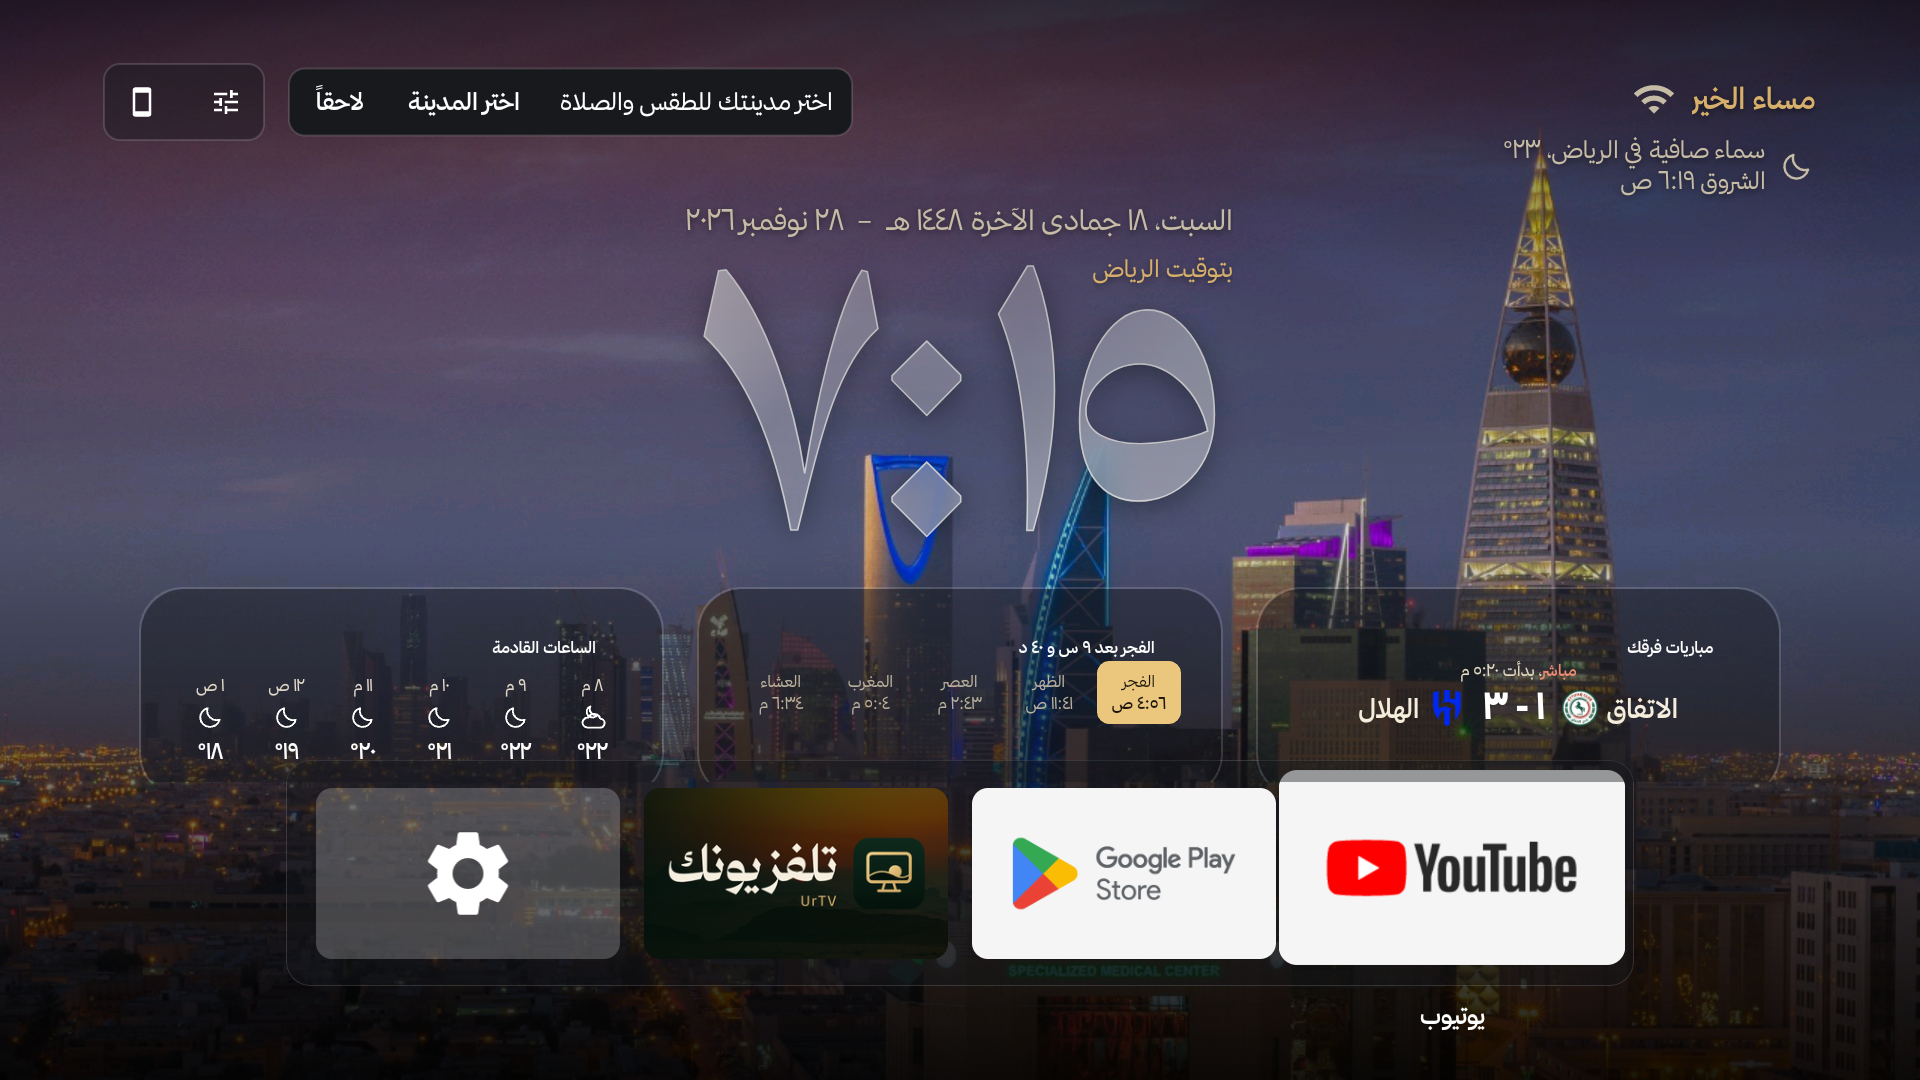 مساء الخير
سماء صافية في الرياض، ٢٣°
الشروق ٦:١٩ ص
اختر مدينتك للطقس والصلاة
اختر المدينة
لاحقاً
السبت، ١٨ جمادى الآخرة ١٤٤٨ هـ – ٢٨ نوفمبر ٢٠٢٦
بتوقيت الرياض
٧:١٥
مباريات فرقك
مباشر، بدأت ٥:٢٠ م
الاتفاق ١ - ٣ الهلال
الفجر بعد ٩ س و ٤٠ د
الفجر الظهر العصر المغرب العشاء
٤:٥٦ ص ١١:٤١ ص ٢:٤٣ م ٥:٠٤ م ٦:٣٤ م
الساعات القادمة
٨ م ٩ م ١٠ م ١١ م ١٢ ص ١ ص
٢٢° ٢٢° ٢١° ٢٠° ١٩° ١٨°
YouTube
Google Play
Store
تلفزيونك
UrTV
SPECIALIZED MEDICAL CENTER
يوتيوب